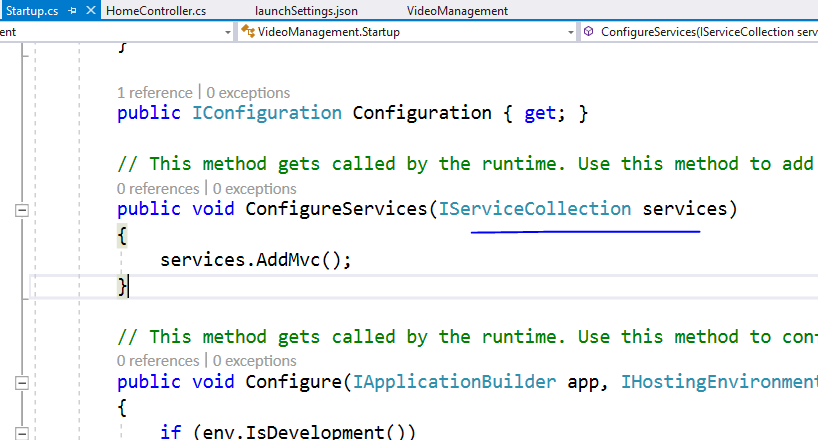 Startup.cs HomeController.cs launchSettings.json VideoManagement
ent VideoManagement.Startup ConfigureServices(IServiceCollection serv
}
1 reference | 0 exceptions
public IConfiguration Configuration { get; }
// This method gets called by the runtime. Use this method to add
0 references | 0 exceptions
public void ConfigureServices(IServiceCollection services)
{
services.AddMvc();
}
// This method gets called by the runtime. Use this method to con
0 references | 0 exceptions
public void Configure(IApplicationBuilder app, IHostingEnvironment
{
if (env.IsDevelopment())